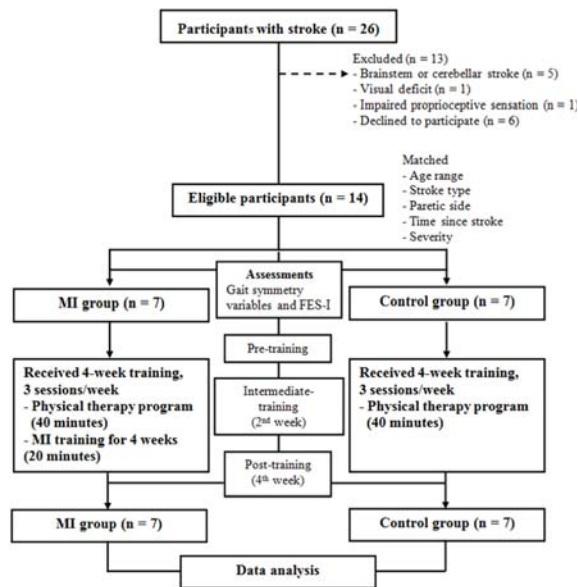 Participants with stroke (n = 26)
Excluded (n = 13)
- Brainstem or cerebellar stroke (n = 5)
- Visual deficit (n = 1)
- Impaired proprioceptive sensation (n = 1)
- Declined to participate (n = 6)
Matched
- Age range
- Stroke type
- Paretic side
- Time since stroke
- Severity
Eligible participants (n = 14)
Assessments
Gait symmetry
variables and FES-I
MI group (n = 7)
Control group (n = 7)
Pre-training
Received 4-week training,
3 sessions/week
- Physical therapy program
(40 minutes)
- MI training for 4 weeks
(20 minutes)
Intermediate-
training
(2nd week)
Received 4-week training,
3 sessions/week
- Physical therapy program
(40 minutes)
Post-training
(4th week)
MI group (n = 7)
Control group (n = 7)
Data analysis